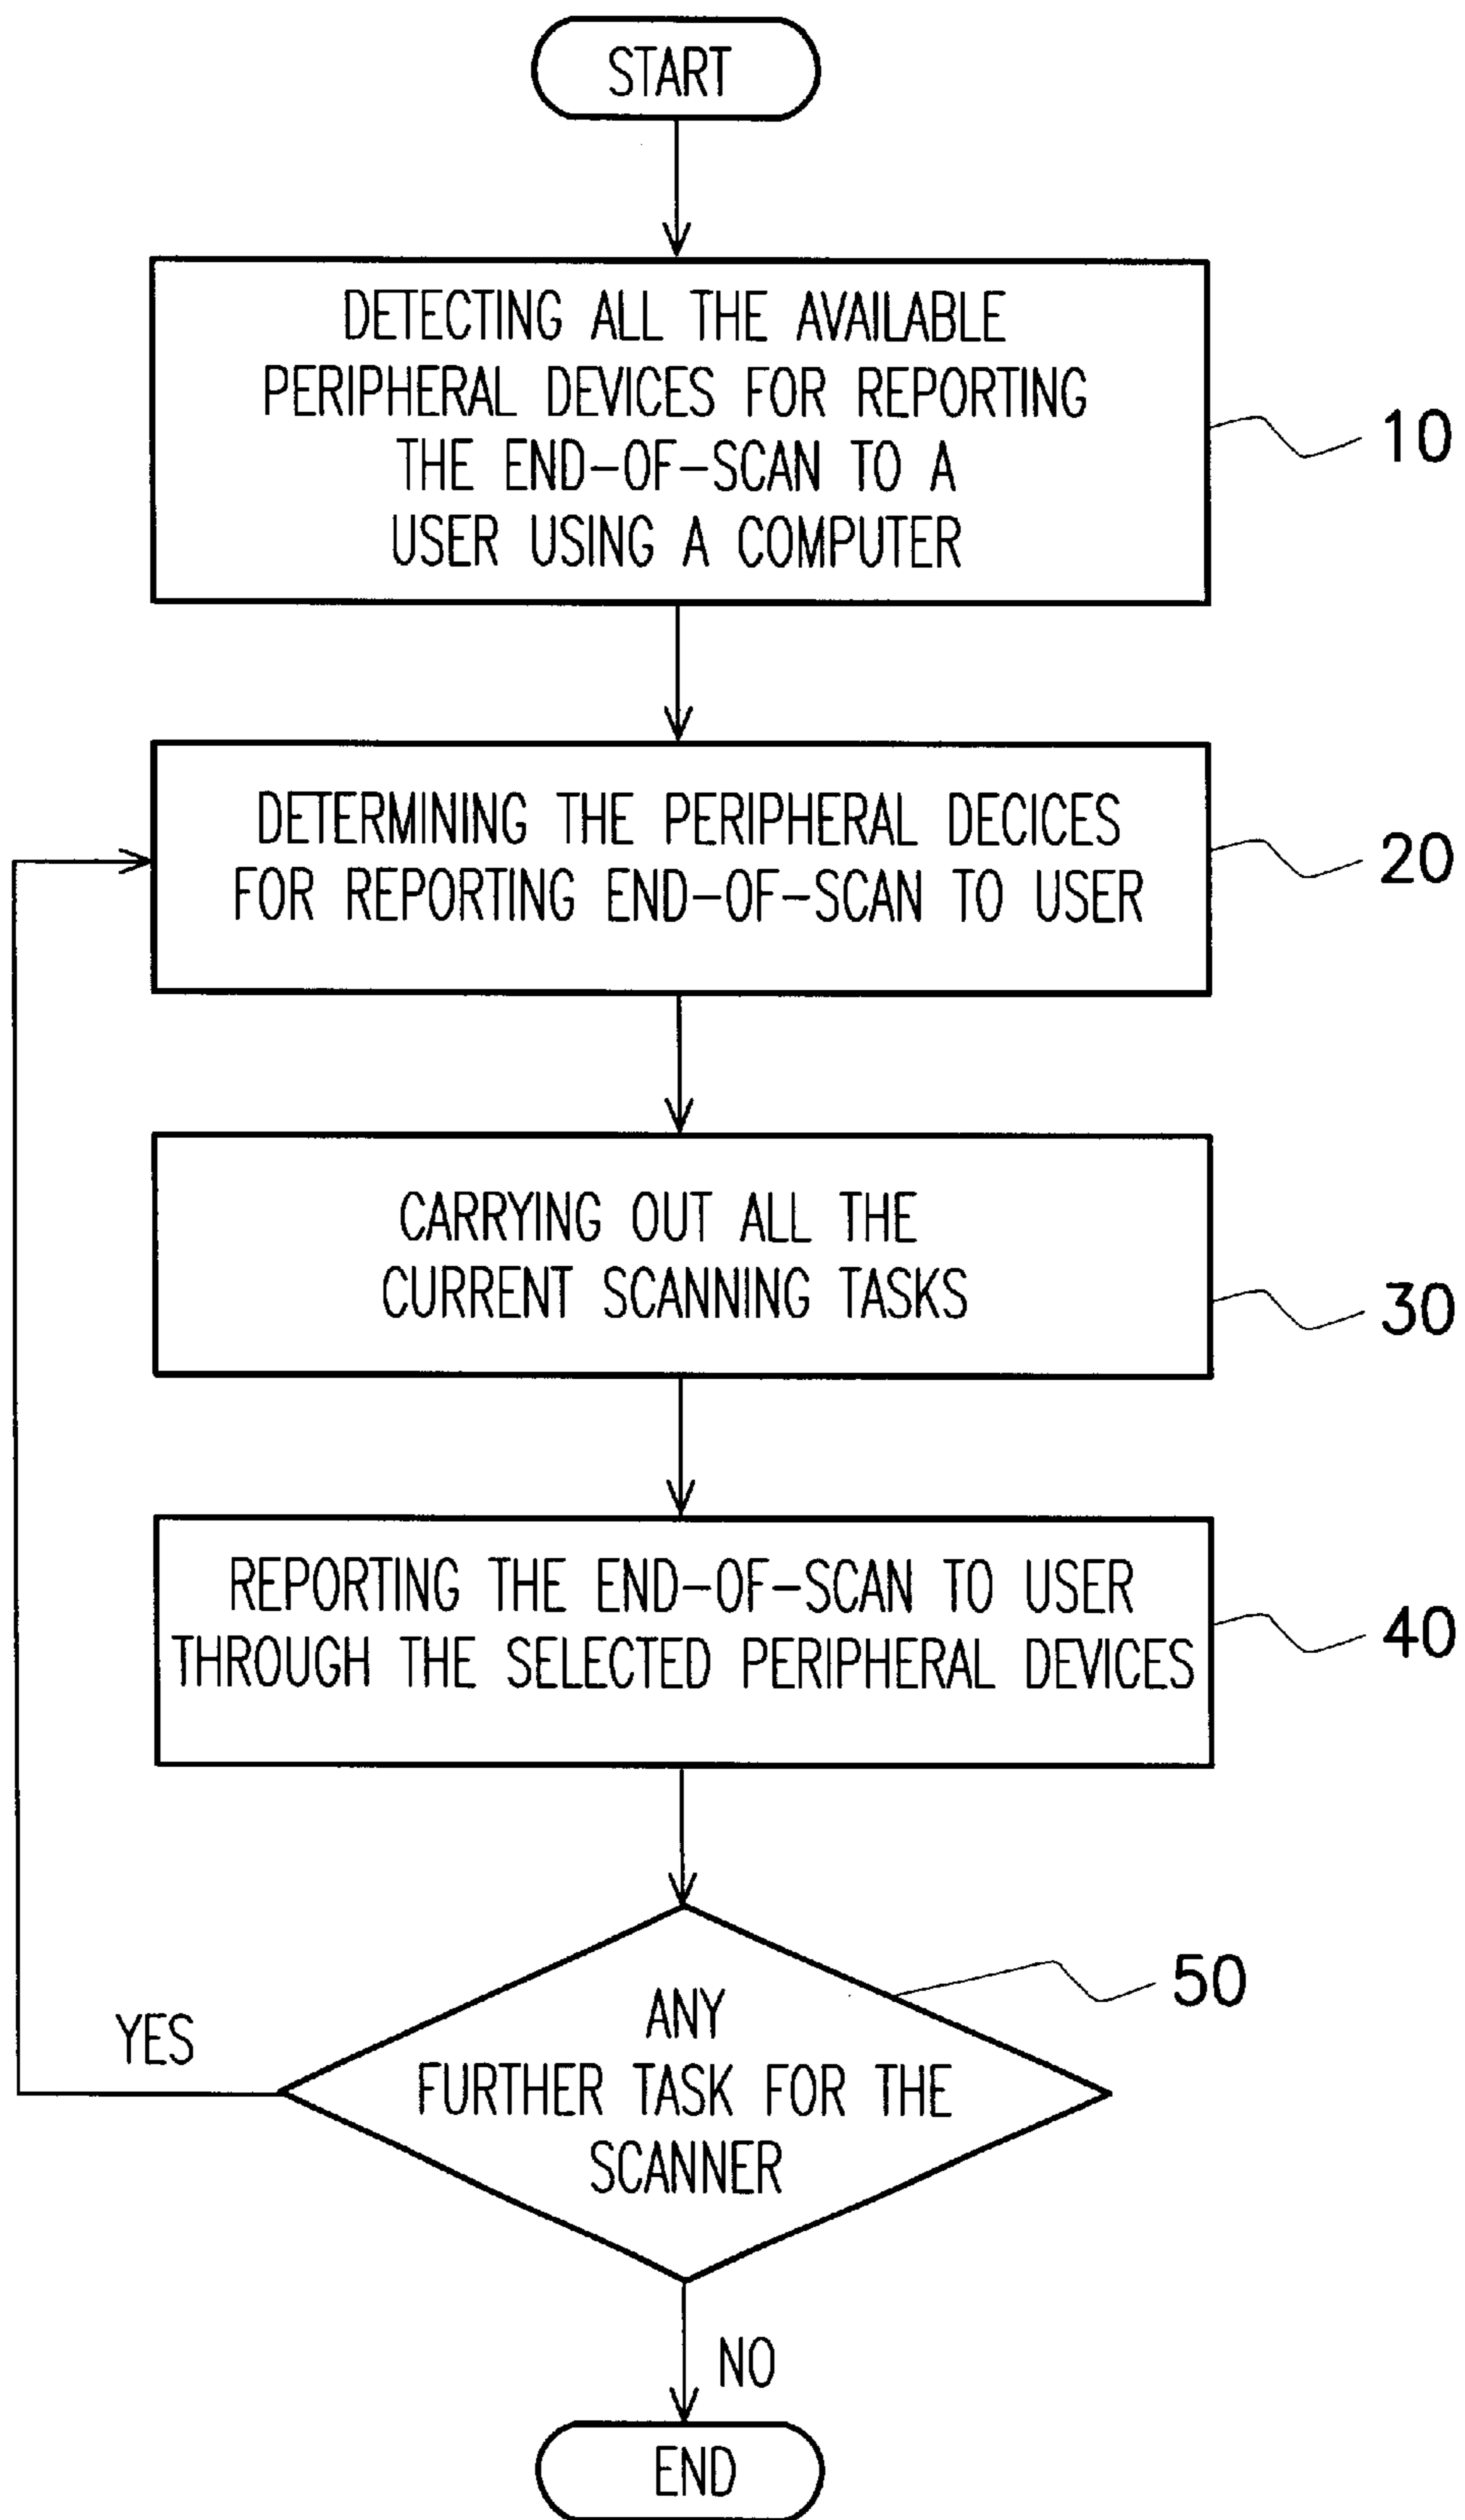 START
DETECTING ALL THE AVAILABLE
PERIPHERAL DEVICES FOR REPORTING
THE END-OF-SCAN TO A
USER USING A COMPUTER
10
DETERMINING THE PERIPHERAL DECICES
FOR REPORTING END-OF-SCAN TO USER
20
CARRYING OUT ALL THE
CURRENT SCANNING TASKS
30
REPORTING THE END-OF-SCAN TO USER
THROUGH THE SELECTED PERIPHERAL DEVICES
40
50
ANY
FURTHER TASK FOR THE
SCANNER
YES
NO
END